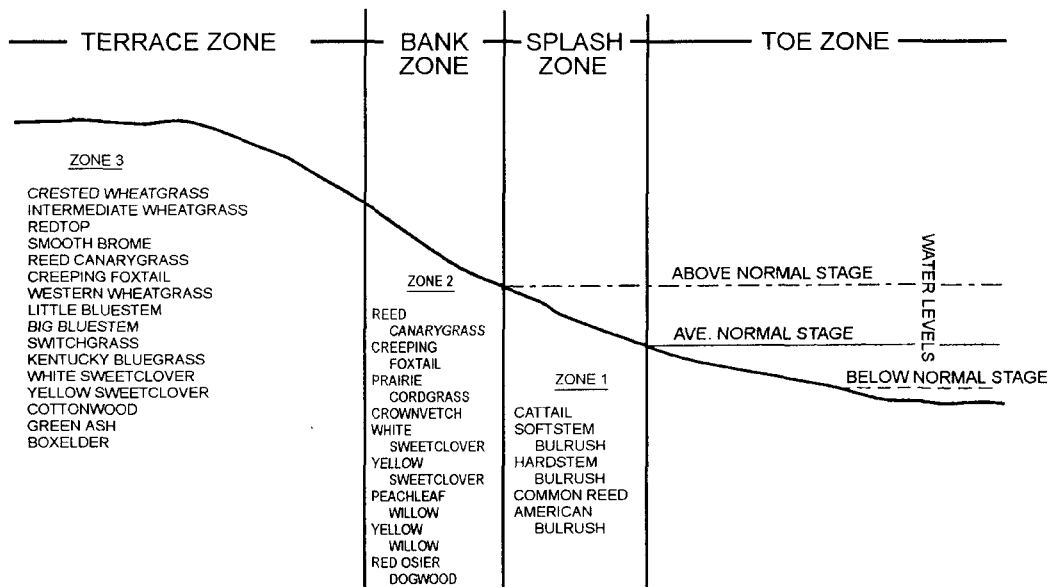 TERRACE ZONE
BANK
ZONE
SPLASH
ZONE
TOE ZONE
ZONE 3
CRESTED WHEATGRASS
INTERMEDIATE WHEATGRASS
REDTOP
SMOOTH BROME
REED CANARYGRASS
CREEPING FOXTAIL
WESTERN WHEATGRASS
LITTLE BLUESTEM
BIG BLUESTEM
SWITCHGRASS
KENTUCKY BLUEGRASS
WHITE SWEETCLOVER
YELLOW SWEETCLOVER
COTTONWOOD
GREEN ASH
BOXELDER
ZONE 2
REED
CANARYGRASS
CREEPING
FOXTAIL
PRAIRIE
CORDGRASS
CROWNVETCH
WHITE
SWEETCLOVER
YELLOW
SWEETCLOVER
PEACHLEAF
WILLOW
YELLOW
WILLOW
RED OSIER
DOGWOOD
ZONE 1
CATTAIL
SOFTSTEM
BULRUSH
HARDSTEM
BULRUSH
COMMON REED
AMERICAN
BULRUSH
ABOVE NORMAL STAGE
AVE. NORMAL STAGE
BELOW NORMAL STAGE
WATER LEVELS